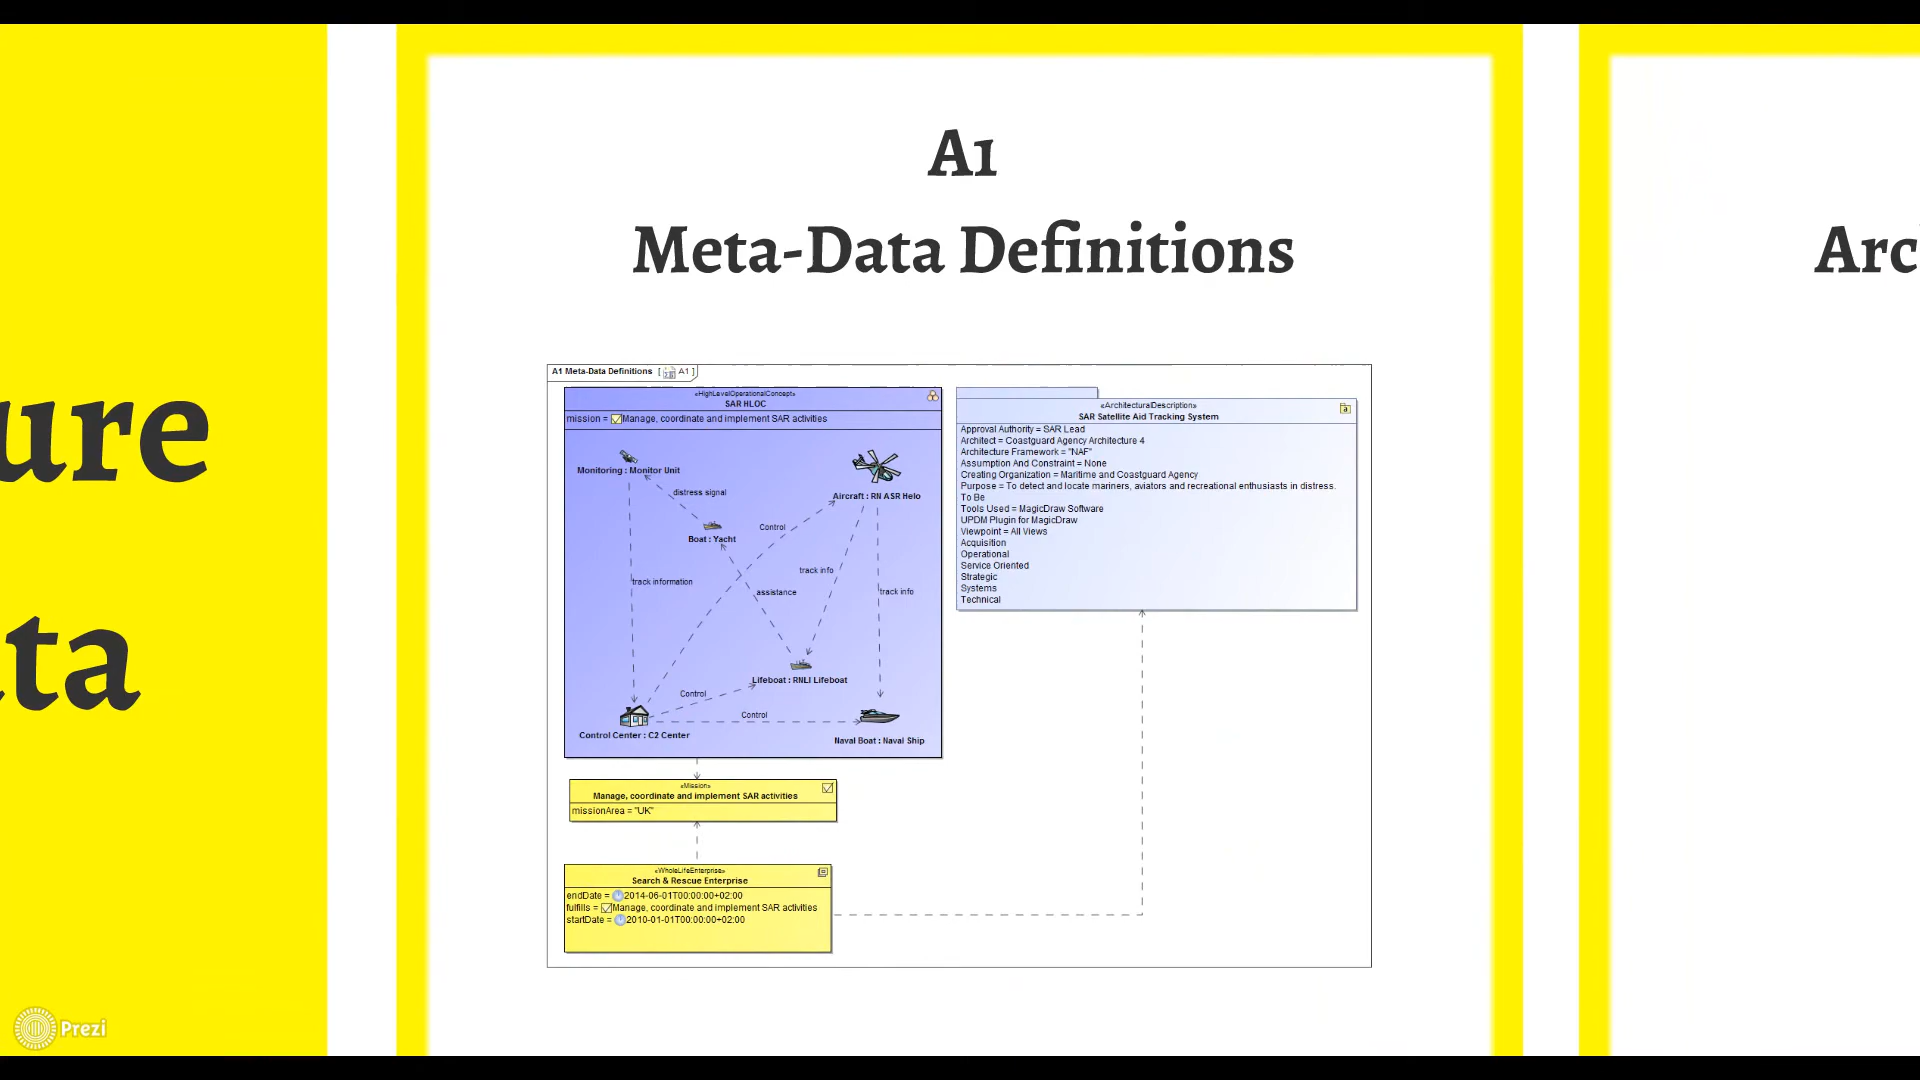 ure
ata
A1
Meta-Data Definitions
Arc
A1 Meta-Data Definitions [ A1 ]
«HighLevelOperationalConcept»
SAR HLOC
mission = Manage, coordinate and implement SAR activities
Monitoring : Monitor Unit
distress signal
Aircraft : RN ASR Helo
Control
Boat : Yacht
track info
track information
assistance
track info
Lifeboat : RNLI Lifeboat
Control
Control
Control Center : C2 Center
Naval Boat : Naval Ship
«ArchitecturalDescription»
SAR Satellite Aid Tracking System
Approval Authority = SAR Lead
Architect = Coastguard Agency Architecture 4
Architecture Framework = "NAF"
Assumption And Constraint = None
Creating Organization = Maritime and Coastguard Agency
Purpose = To detect and locate mariners, aviators and recreational enthusiasts in distress.
To Be
Tools Used = MagicDraw Software
UPDM Plugin for MagicDraw
Viewpoint = All Views
Acquisition
Operational
Service Oriented
Strategic
Systems
Technical
«Mission»
Manage, coordinate and implement SAR activities
missionArea = "UK"
«WholeLifeEnterprise»
Search & Rescue Enterprise
endDate = 2014-06-01T00:00:00+02:00
fulfills = Manage, coordinate and implement SAR activities
startDate = 2010-01-01T00:00:00+02:00
Prezi